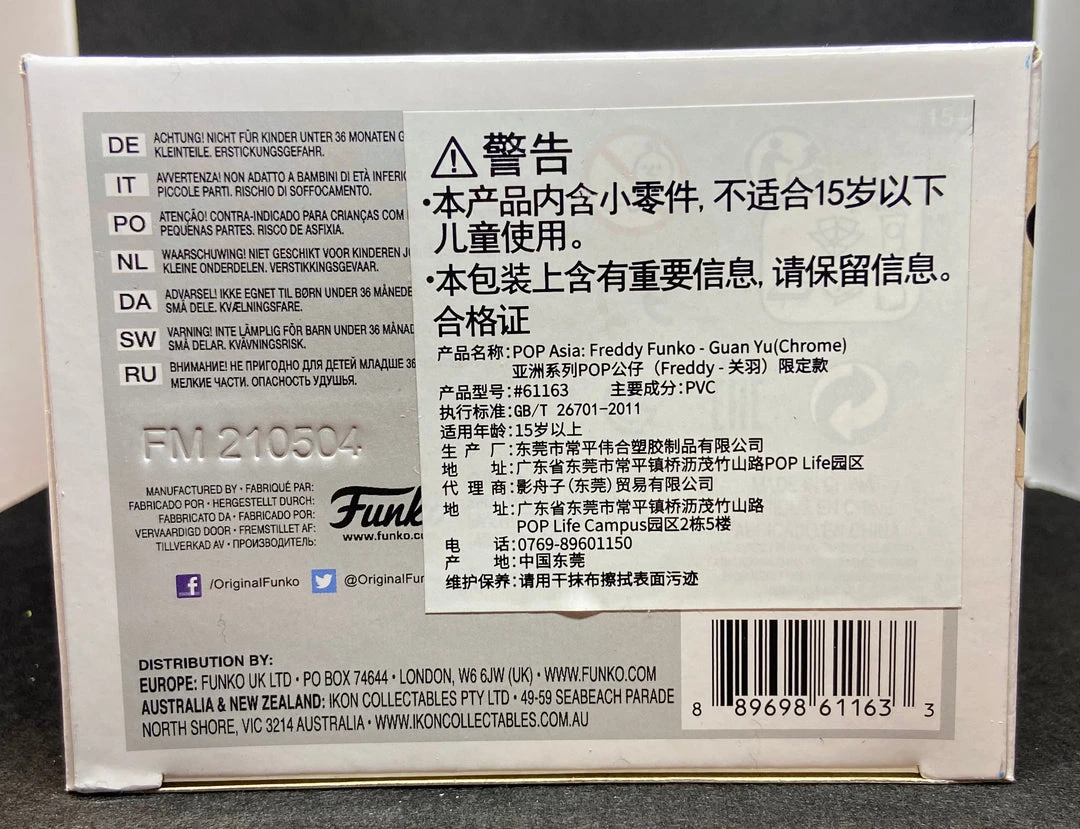 DE ACHTUNG! NICHT FÜR KINDER UNTER 36 MONATEN
KLEINTEILE. ERSTICKUNGSGEFAHR.
IT AVVERTENZA! NON ADATTO A BAMBINI DI ETÀ
PICCOLE PARTI. RISCHIO DI SOFFOCAMENTO.
PO ATENÇÃO! CONTRA-INDICADO PARA CRIANÇAS COM
PEQUENAS PARTES. RISCO DE ASFIXIA.
NL WAARSCHUWING! NIET GESCHIKT VOOR KINDEREN
KLEINE ONDERDELEN. VERSTIKKINGSGEVAAR.
DA ADVARSEL! IKKE EGNET TIL BØRN UNDER 36 MÅNEDE
SMÅ DELE. KVÆLNINGSFARE.
SW VARNING! INTE LÄMPLIG FÖR BARN UNDER 36 MÅNAD
SMÅ DELAR. KVÄVNINGSRISK.
RU ВНИМАНИЕ! НЕ ПРИГОДНО ДЛЯ ДЕТЕЙ МЛАДШЕ 36
МЕЛКИЕ ЧАСТИ. ОПАСНОСТЬ УДУШЬЯ.
FM 210504
MANUFACTURED BY • FABRIQUÉ PAR:
FABRICADO POR • HERGESTELLT DURCH:
FABBRICATO DA • FABRICADO POR:
VERVAARDIGD DOOR • FREMSTILLET AF:
TILLVERKAD AV • ПРОИЗВОДИТЕЛЬ:
Funk
www.funko.c
/OriginalFunko @OriginalFu
15+
⚠警告
•本产品内含小零件, 不适合15岁以下
儿童使用。
•本包装上含有重要信息, 请保留信息。
合格证
产品名称:POP Asia: Freddy Funko - Guan Yu(Chrome)
亚洲系列POP公仔（Freddy - 关羽）限定款
产品型号:#61163 主要成分:PVC
执行标准:GB/T 26701-2011
适用年龄:15岁以上
生 产 厂:东莞市常平伟合塑胶制品有限公司
地 址:广东省东莞市常平镇桥沥茂竹山路POP Life园区
代 理 商:影舟子(东莞)贸易有限公司
地 址:广东省东莞市常平镇桥沥茂竹山路
POP Life Campus园区2栋5楼
电 话:0769-89601150
产 地:中国东莞
维护保养:请用干抹布擦拭表面污迹
DISTRIBUTION BY:
EUROPE: FUNKO UK LTD • PO BOX 74644 • LONDON, W6 6JW (UK) • WWW.FUNKO.COM
AUSTRALIA & NEW ZEALAND: IKON COLLECTABLES PTY LTD • 49-59 SEABEACH PARADE
NORTH SHORE, VIC 3214 AUSTRALIA • WWW.IKONCOLLECTABLES.COM.AU
8 89698 61163 3